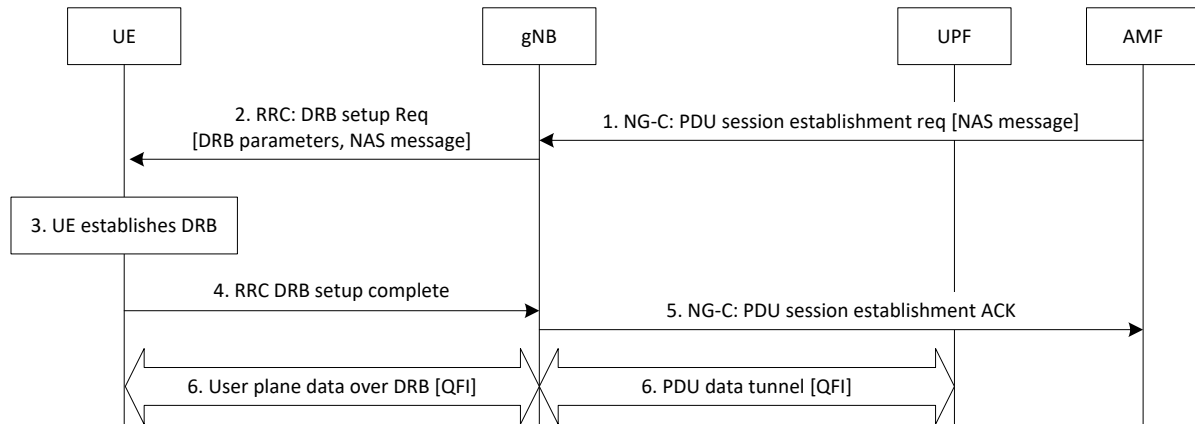 UE
gNB
UPF
AMF
1. NG-C: PDU session establishment req [NAS message]
2. RRC: DRB setup Req
[DRB parameters, NAS message]
3. UE establishes DRB
4. RRC DRB setup complete
5. NG-C: PDU session establishment ACK
6. User plane data over DRB [QFI]
6. PDU data tunnel [QFI]